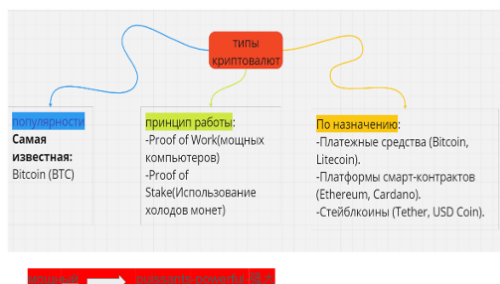 типы
криптовалют
популярности
Самая
известная:
Bitcoin (BTC)
принцип работы:
-Proof of Work(мощных
компьютеров)
-Proof of
Stake(Использование
холодов монет)
По назначению:
-Платежные средства (Bitcoin,
Litecoin).
-Платформы смарт-контрактов
(Ethereum, Cardano).
-Стейблкоины (Tether, USD Coin).